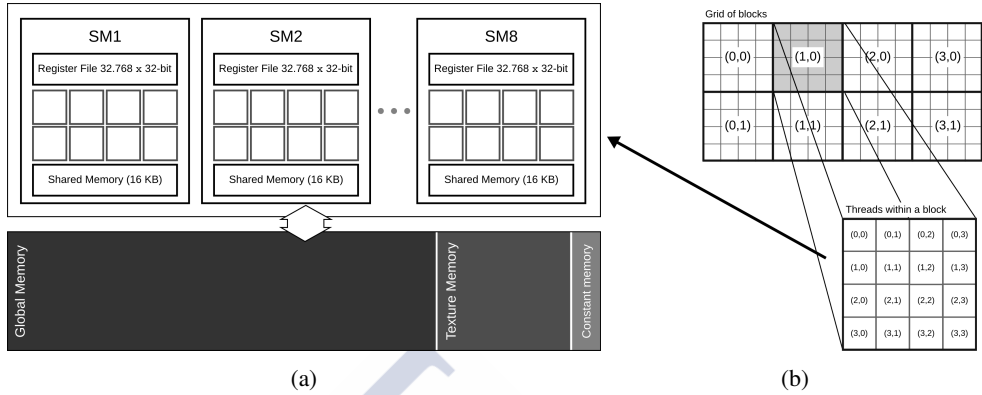 SM1
Register File 32.768 x 32-bit
Shared Memory (16 KB)
SM2
Register File 32.768 x 32-bit
Shared Memory (16 KB)
SM8
Register File 32.768 x 32-bit
Shared Memory (16 KB)
Global Memory
Texture Memory
Constant memory
(a)
Grid of blocks
(0,0) (1,0) (2,0) (3,0)
(0,1) (1,1) (2,1) (3,1)
Threads within a block
(0,0) (0,1) (0,2) (0,3)
(1,0) (1,1) (1,2) (1,3)
(2,0) (2,1) (2,2) (2,3)
(3,0) (3,1) (3,2) (3,3)
(b)